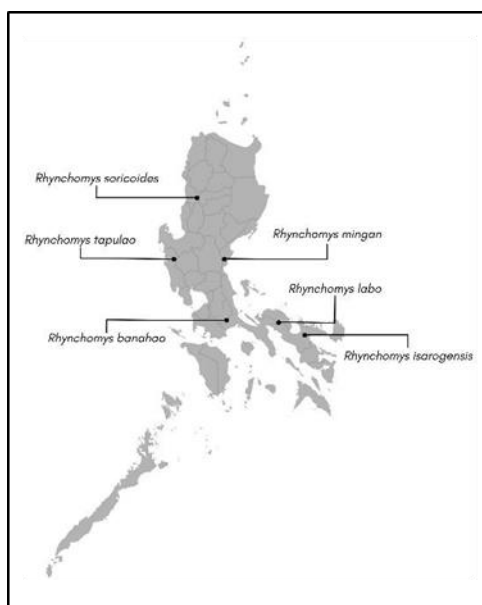 Rhynchomys soricoides
Rhynchomys tapulao
Rhynchomys mingan
Rhynchomys labo
Rhynchomys banahao
Rhynchomys isarogensis